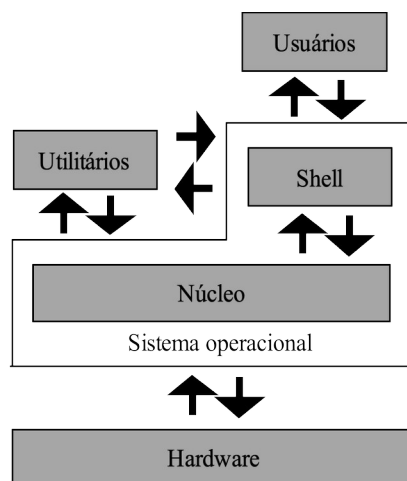 Usuários
Utilitários
Shell
Núcleo
Sistema operacional
Hardware